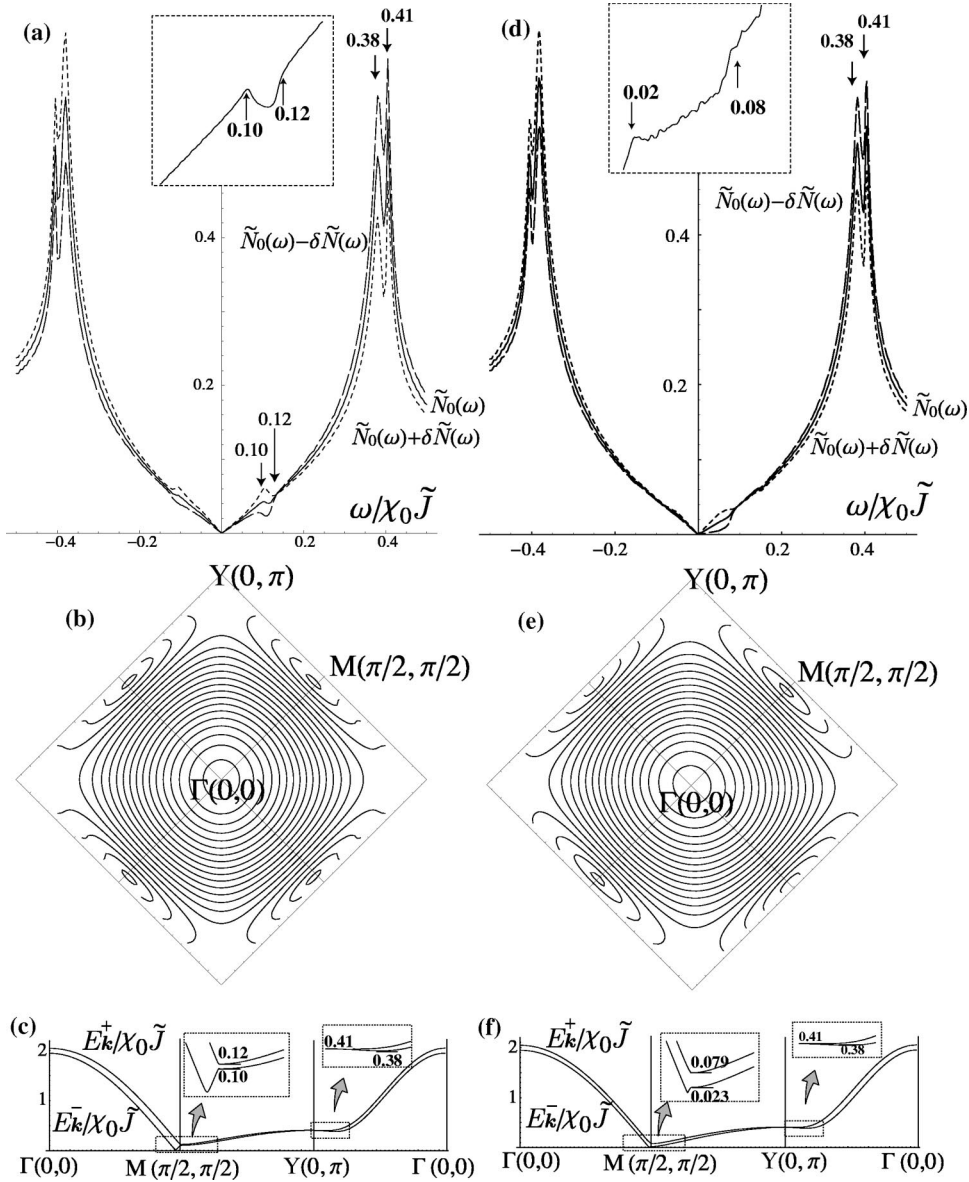 (a)
0.10
0.12
0.38
0.41
0.4
Ñ₀(ω)−δÑ(ω)
0.2
Ñ₀(ω)
Ñ₀(ω)+δÑ(ω)
0.10
0.12
ω/χ₀J̃
−0.4
−0.2
0.2
0.4
(d)
0.02
0.08
0.38
0.41
0.4
Ñ₀(ω)−δÑ(ω)
0.2
Ñ₀(ω)
Ñ₀(ω)+δÑ(ω)
ω/χ₀J̃
−0.4
−0.2
0.2
0.4
(b)
Y(0, π)
M(π/2, π/2)
Γ(0,0)
(e)
Y(0, π)
M(π/2, π/2)
Γ(0,0)
(c)
2
1
E⁺ₖ/χ₀J̃
E⁻ₖ/χ₀J̃
0.12
0.10
0.41
0.38
Γ(0,0)
M (π/2, π/2)
Y(0, π)
Γ(0,0)
(f)
2
1
E⁺ₖ/χ₀J̃
E⁻ₖ/χ₀J̃
0.079
0.023
0.41
0.38
Γ(0,0)
M (π/2, π/2)
Y(0, π)
Γ (0,0)